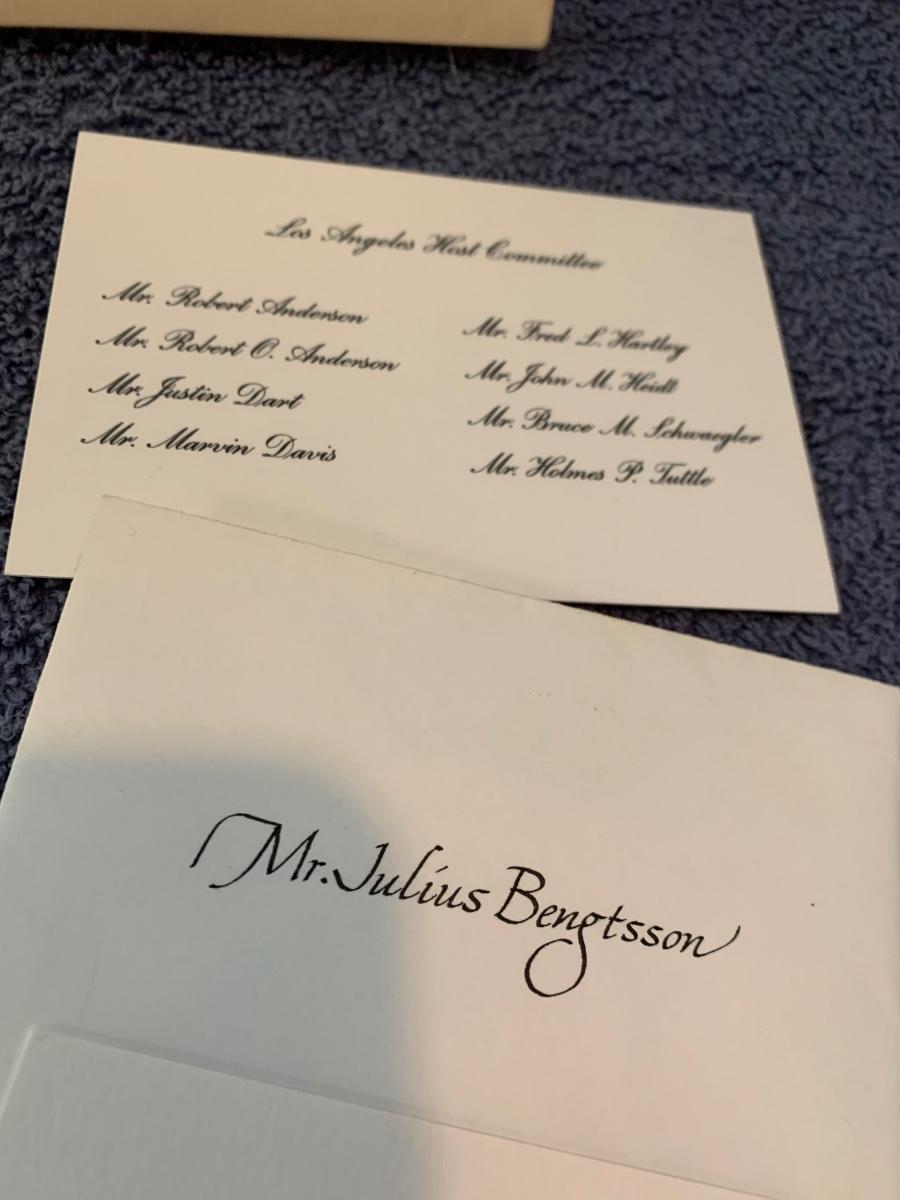 Los Angeles Host Committee
Mr. Robert Anderson
Mr. Robert O. Anderson
Mr. Justin Dart
Mr. Marvin Davis
Mr. Fred L. Hartley
Mr. John M. Heidt
Mr. Bruce M. Schwaegler
Mr. Holmes P. Tuttle
Mr. Julius Bengtsson